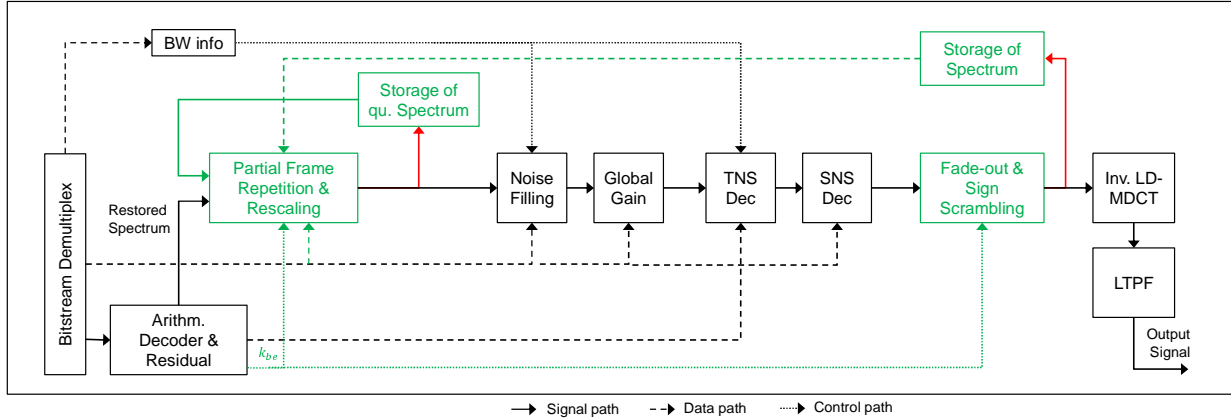 BW info
Storage of
Spectrum
Storage of
qu. Spectrum
Bitstream Demultiplex
Partial Frame
Repetition &
Rescaling
Noise
Filling
Global
Gain
TNS
Dec
SNS
Dec
Fade-out &
Sign
Scrambling
Inv. LD-
MDCT
Restored
Spectrum
LTPF
Arithm.
Decoder &
Residual
k_be
Output
Signal
Signal path
Data path
Control path